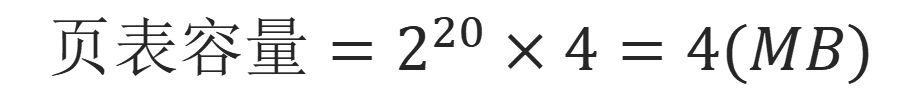 页表容量 = 2^{20} × 4 = 4(MB)